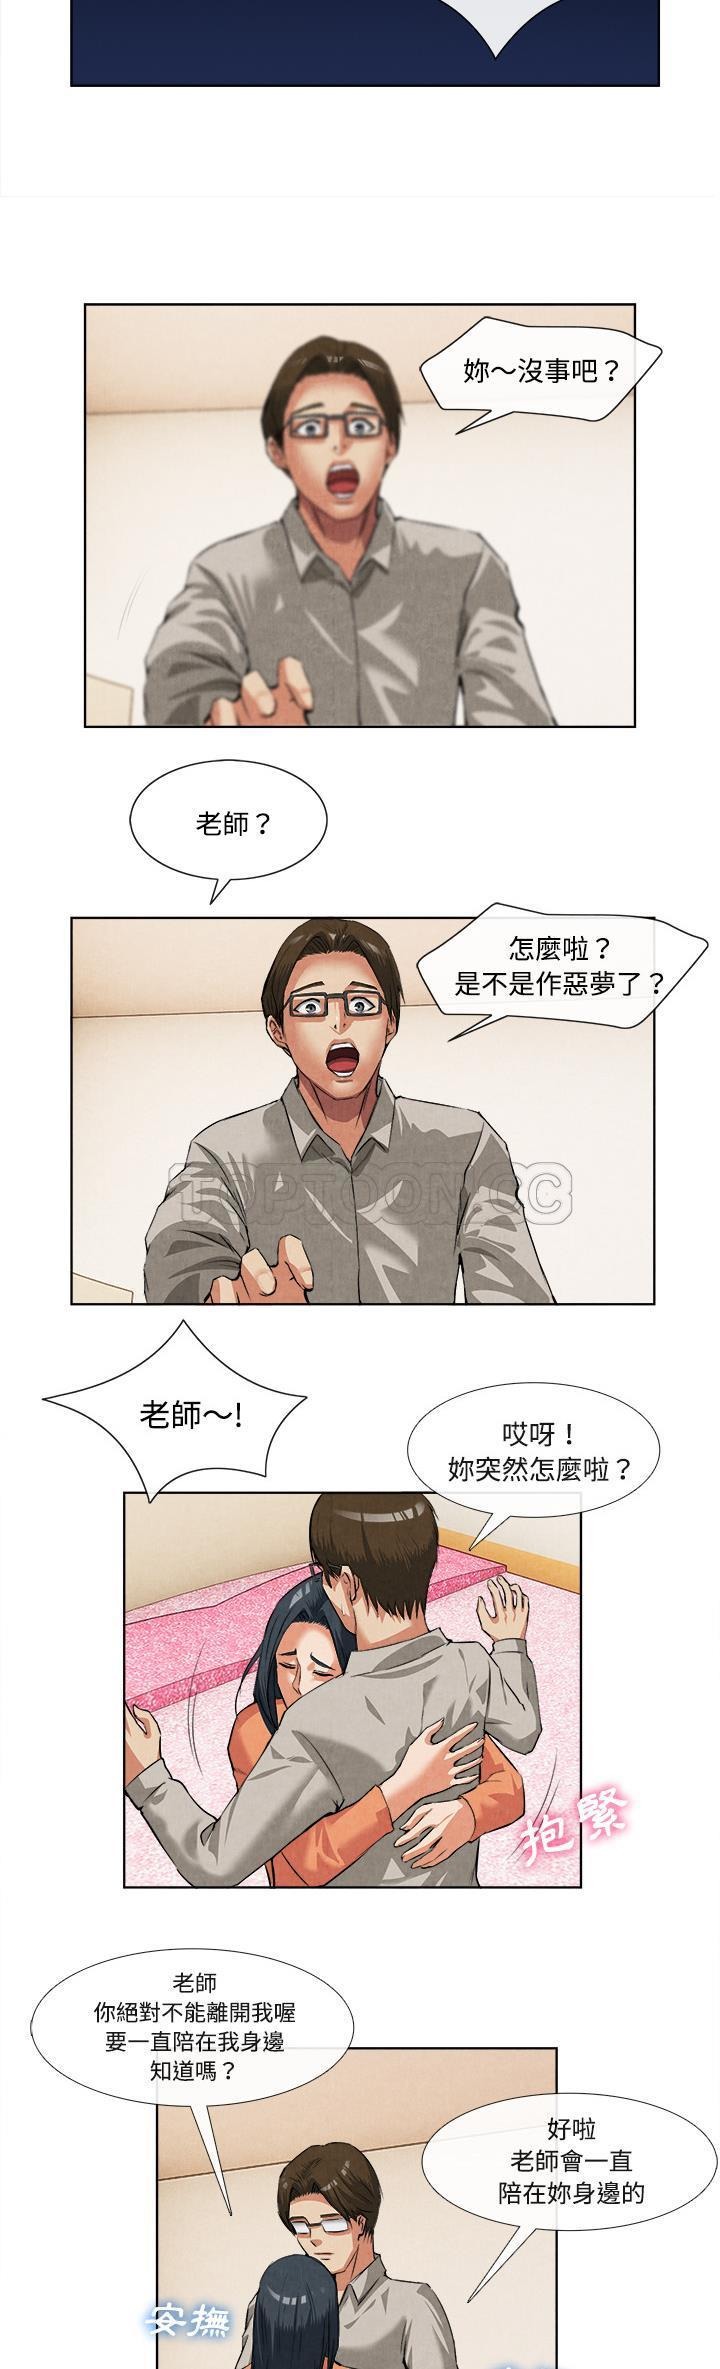 妳～沒事吧？
老師？
怎麼啦？
是不是作惡夢了？
TOPTOON.CC
老師～!
哎呀！
妳突然怎麼啦？
抱緊
老師
你絕對不能離開我喔
要一直陪在我身邊
知道嗎？
好啦
老師會一直
陪在妳身邊的
安撫